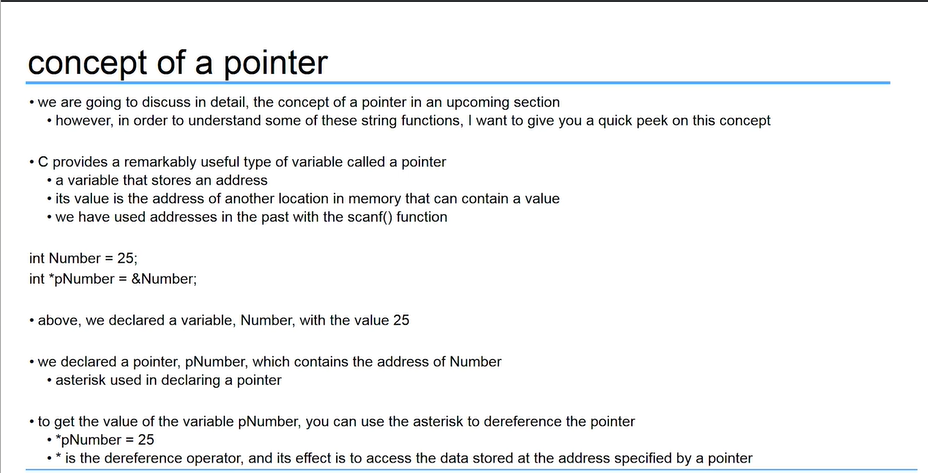 concept of a pointer
• we are going to discuss in detail, the concept of a pointer in an upcoming section
• however, in order to understand some of these string functions, I want to give you a quick peek on this concept
• C provides a remarkably useful type of variable called a pointer
• a variable that stores an address
• its value is the address of another location in memory that can contain a value
• we have used addresses in the past with the scanf() function
int Number = 25;
int *pNumber = &Number;
• above, we declared a variable, Number, with the value 25
• we declared a pointer, pNumber, which contains the address of Number
• asterisk used in declaring a pointer
• to get the value of the variable pNumber, you can use the asterisk to dereference the pointer
• *pNumber = 25
• * is the dereference operator, and its effect is to access the data stored at the address specified by a pointer